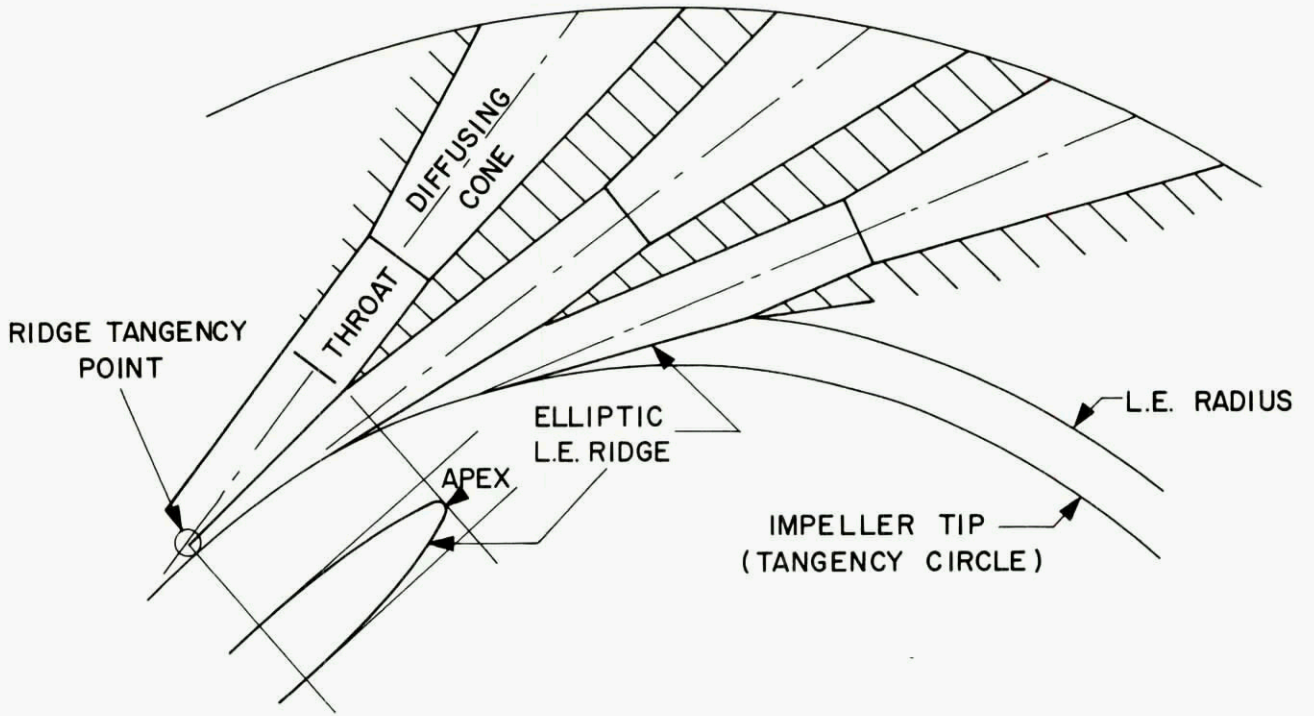 DIFFUSING
CONE
THROAT
RIDGE TANGENCY
POINT
ELLIPTIC
L.E. RIDGE
APEX
L.E. RADIUS
IMPELLER TIP
(TANGENCY CIRCLE)